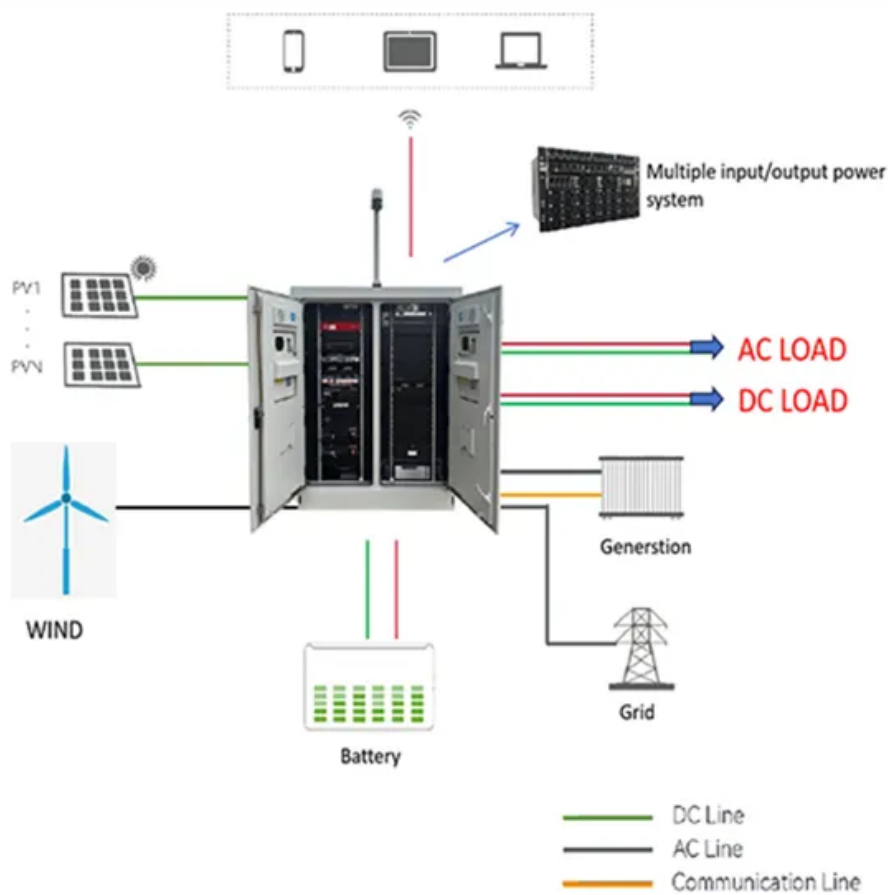 Multiple input/output power
system
PV1
PVN
AC LOAD
DC LOAD
WIND
Generstion
Battery
Grid
DC Line
AC Line
Communication Line